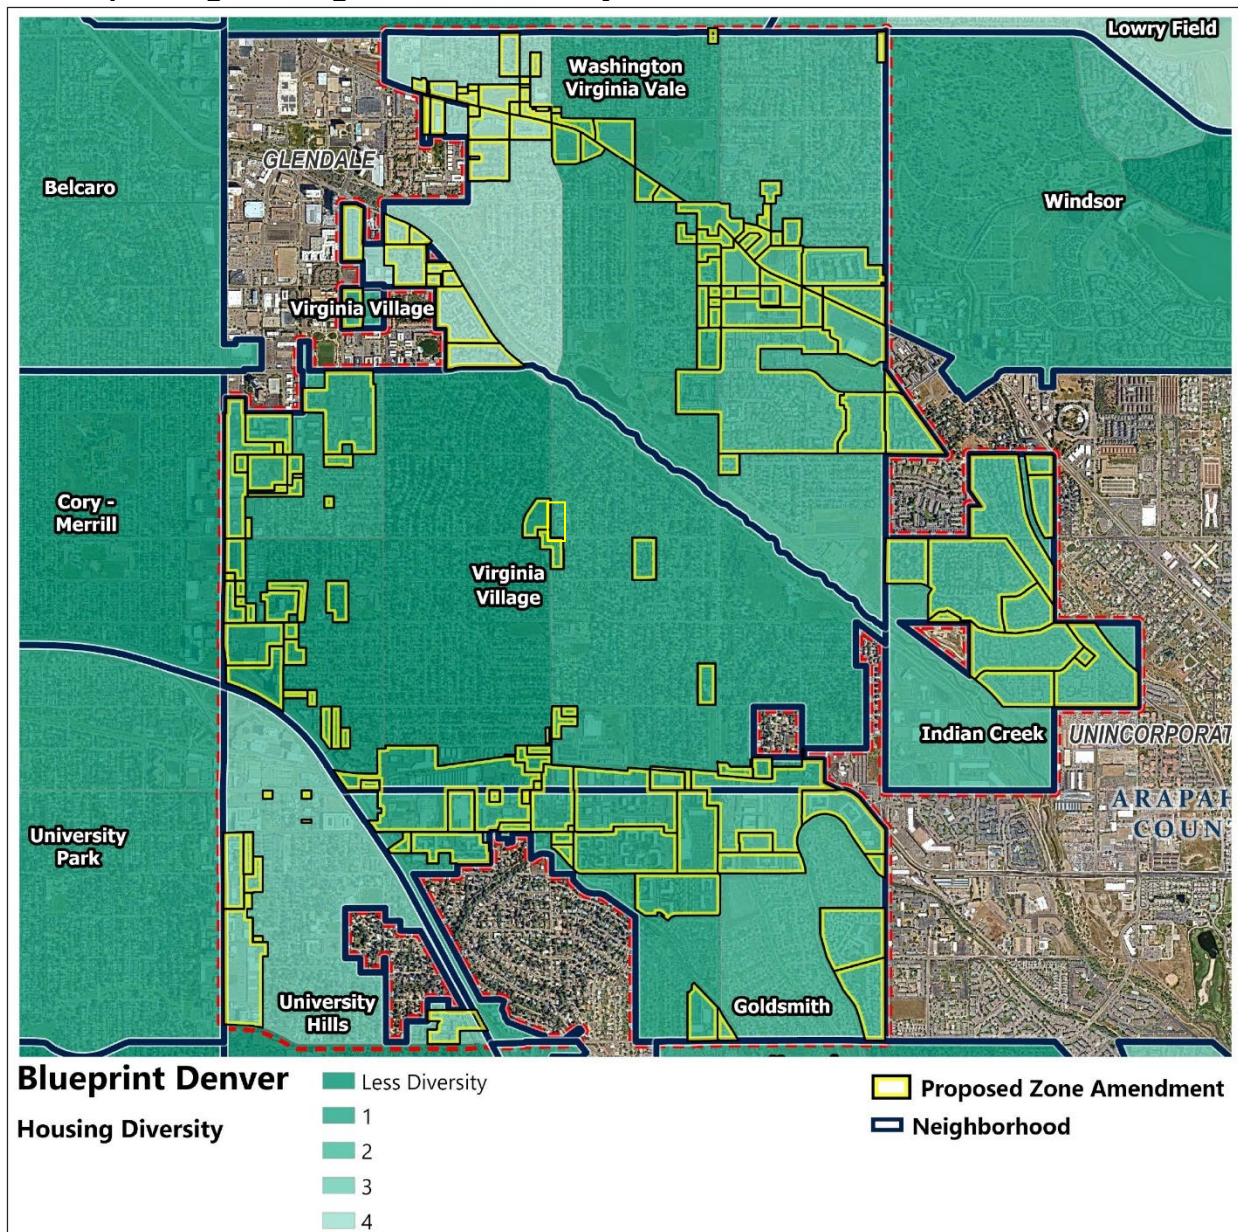 Lowry Field
Washington
Virginia Vale
GLENDALE
Belcaro
Windsor
Virginia Village
Cory -
Merrill
Virginia
Village
Indian Creek
UNINCORPORAT
ARAPAH
COUNT
University
Park
University
Hills
Goldsmith
Blueprint Denver
Housing Diversity
Less Diversity
1
2
3
4
Proposed Zone Amendment
Neighborhood